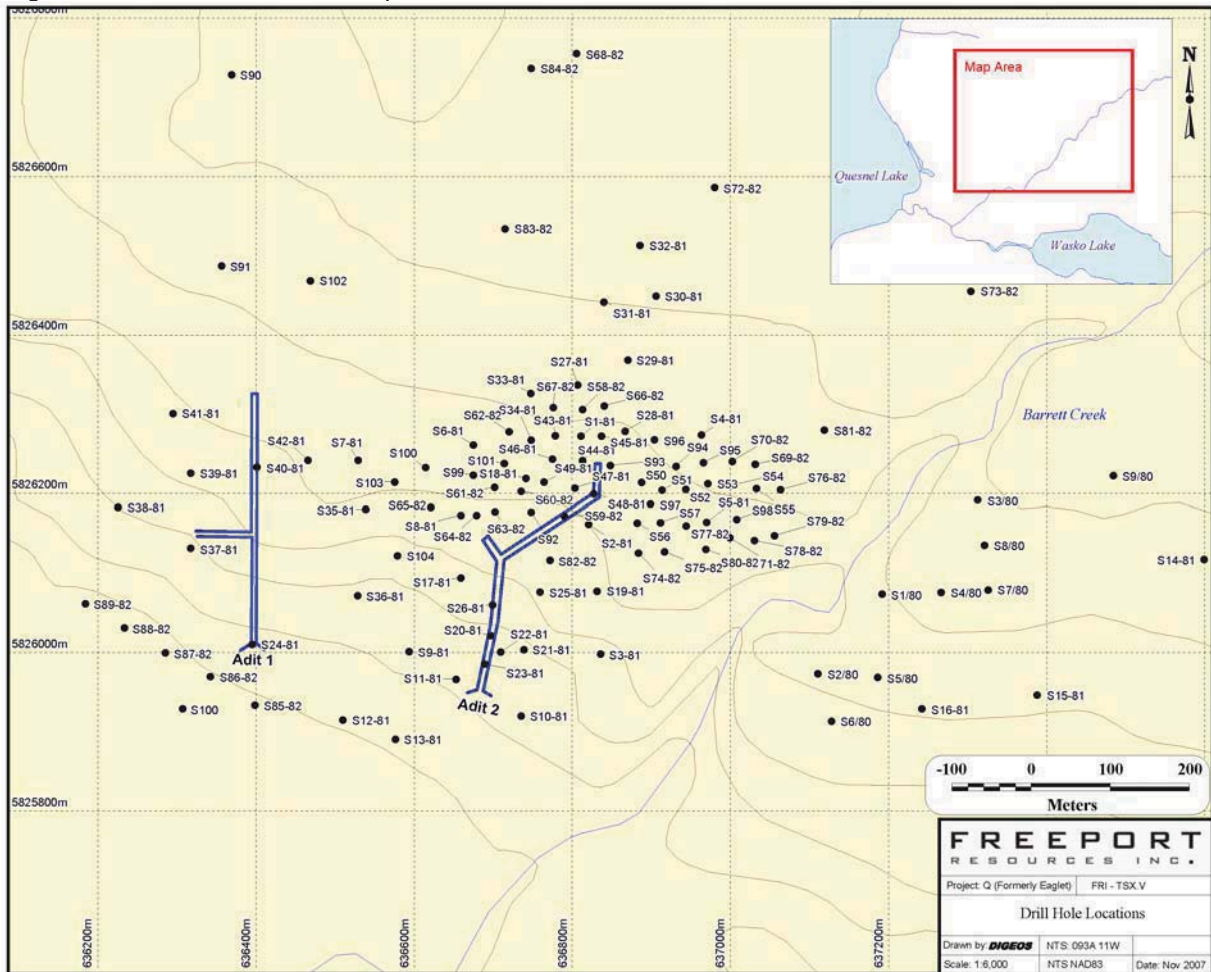 5826800m
S68-82
S84-82
S90
Map Area
N
5826600m
Quesnel Lake
S72-82
S83-82
S32-81
Wasko Lake
S91
S102
S30-81
S73-82
S31-81
5826400m
S29-81
S27-81
S33-81
S67-82
S58-82
S66-82
S41-81
S34-81
S62-82
S43-81
S1-81
S28-81
S4-81
Barrett Creek
S6-81
S42-81
S7-81
S46-81
S44-81
S45-81
S96
S94
S95
S70-82
S81-82
S100
S101
S99
S18-81
S49-81
S93
S69-82
S40-81
S39-81
S103
S47-81
S50
S51
S54
S76-82
S9/80
5826200m
S61-82
S60-82
S52
S53
S38-81
S35-81
S65-82
S48-81
S97
S5-81
S55
S3/80
S8-81
S63-82
S59-82
S57
S98
S79-82
S64-82
S92
S2-81
S56
S77-82
S37-81
S104
S82-82
S74-82
S75-82
S80-82
71-82
S78-82
S8/80
S14-81
S17-81
S89-82
S36-81
S25-81
S19-81
S1/80
S4/80
S7/80
S26-81
S88-82
S20-81
S22-81
5826000m
S24-81
S87-82
Adit 1
S9-81
S21-81
S3-81
S23-81
S86-82
S11-81
S2/80
S5/80
Adit 2
S15-81
S100
S85-82
S12-81
S10-81
S6/80
S16-81
S13-81
-100 0 100 200
Meters
5825800m
FREEPORT
RESOURCES INC.
Project: Q (Formerly Eaglet) FRI - TSX.V
Drill Hole Locations
Drawn by: DIGEOS NTS: 093A 11W
Scale: 1:6,000 NTS NAD83 Date: Nov 2007
636200m
636400m
636600m
636800m
637000m
637200m